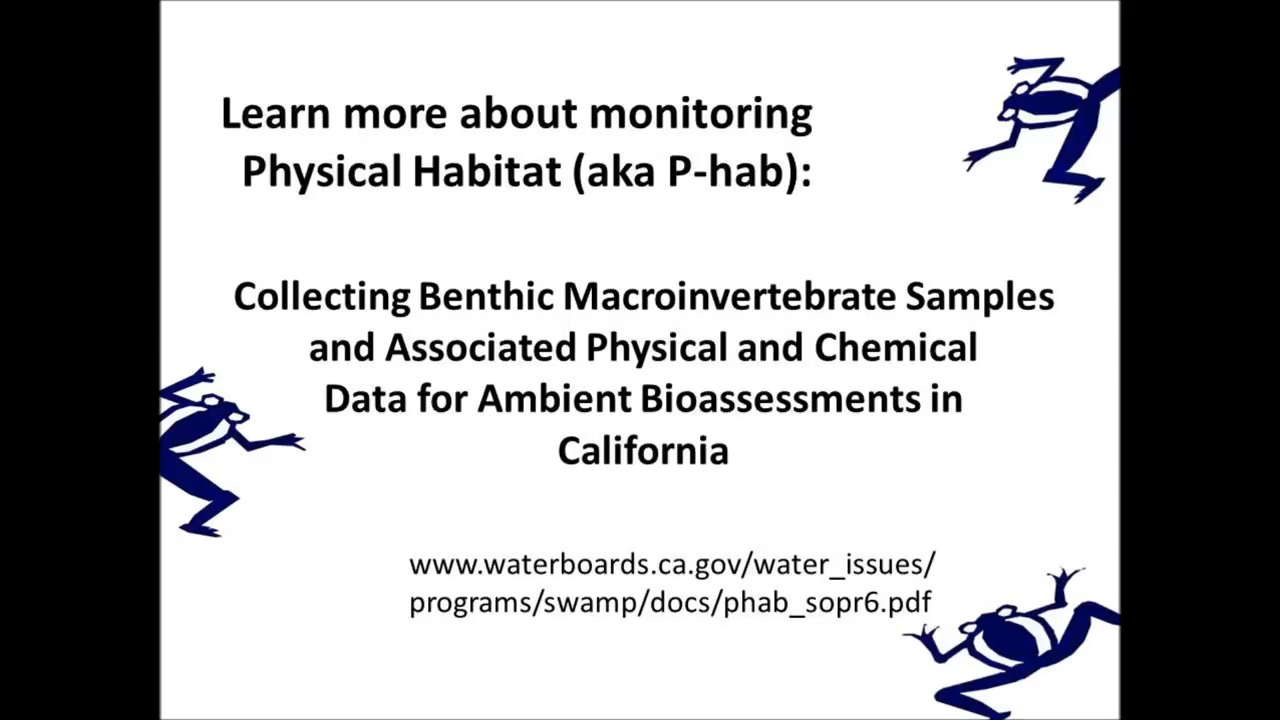 Learn more about monitoring
Physical Habitat (aka P-hab):
Collecting Benthic Macroinvertebrate Samples
and Associated Physical and Chemical
Data for Ambient Bioassessments in
California
www.waterboards.ca.gov/water_issues/
programs/swamp/docs/phab_sopr6.pdf